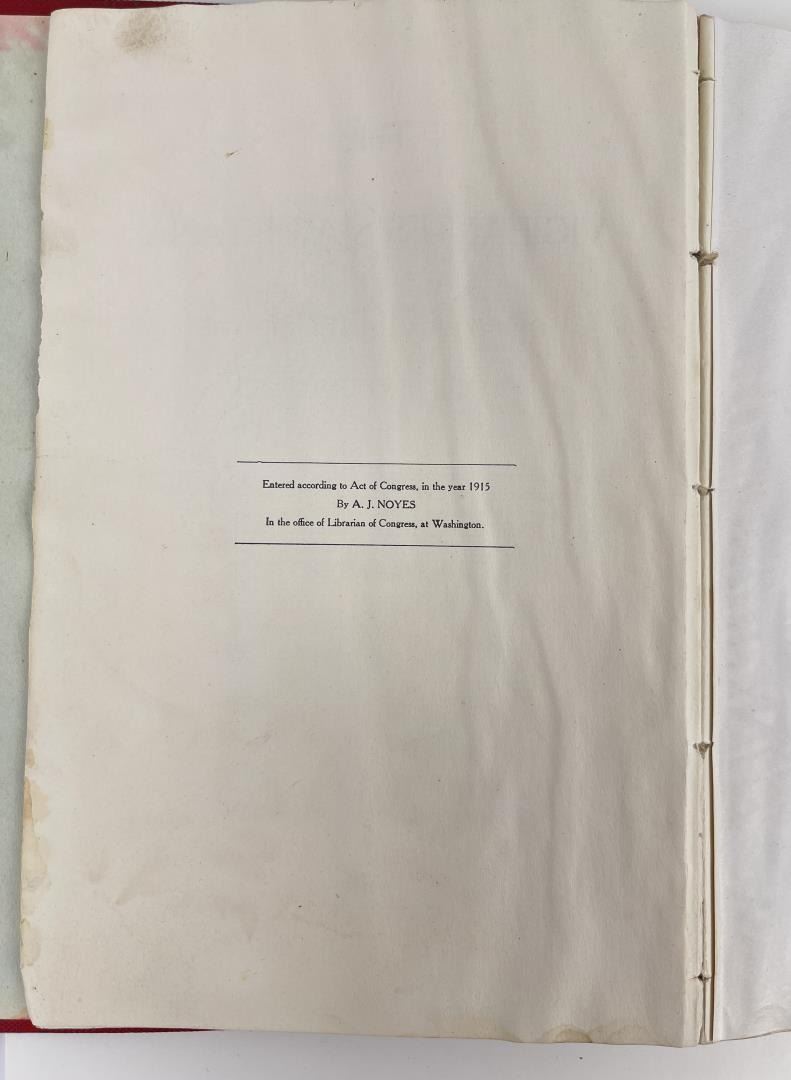 Entered according to Act of Congress, in the year 1915
By A. J. NOYES
In the office of Librarian of Congress, at Washington.